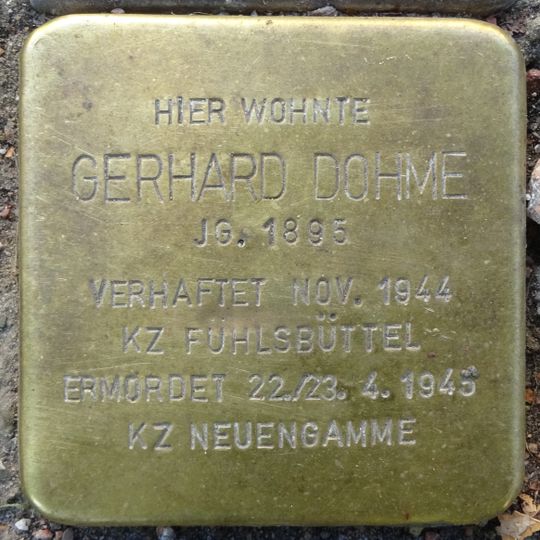 HIER WOHNTE
GERHARD DOHME
JG. 1895
VERHAFTET NOV. 1944
KZ FUHLSBÜTTEL
ERMORDET 22./23. 4. 1945
KZ NEUENGAMME